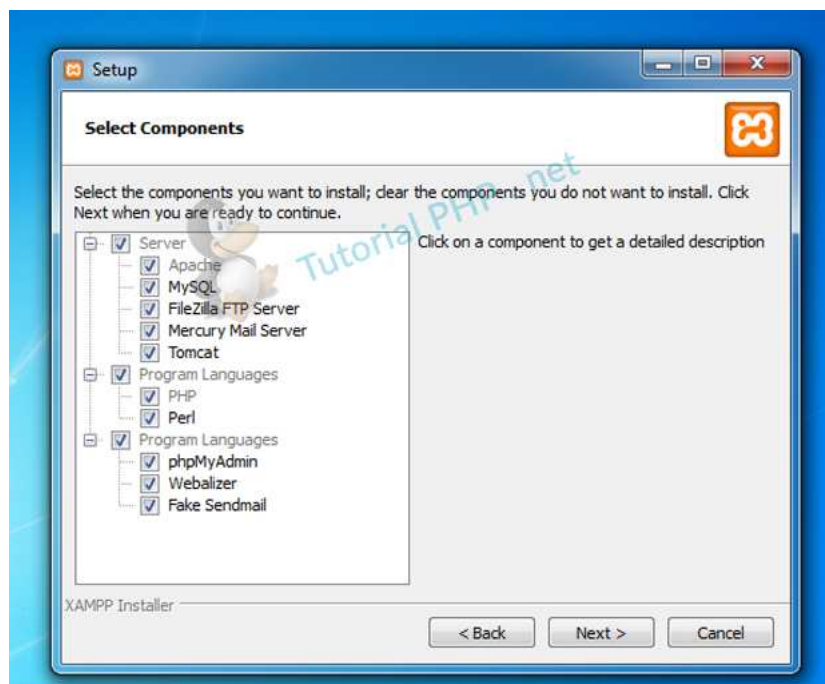 Setup
Select Components
Select the components you want to install; clear the components you do not want to install. Click
Next when you are ready to continue.
Tutorial PHP .net
Server
Apache
MySQL
FileZilla FTP Server
Mercury Mail Server
Tomcat
Program Languages
PHP
Perl
Program Languages
phpMyAdmin
Webalizer
Fake Sendmail
Click on a component to get a detailed description
XAMPP Installer
< Back
Next >
Cancel